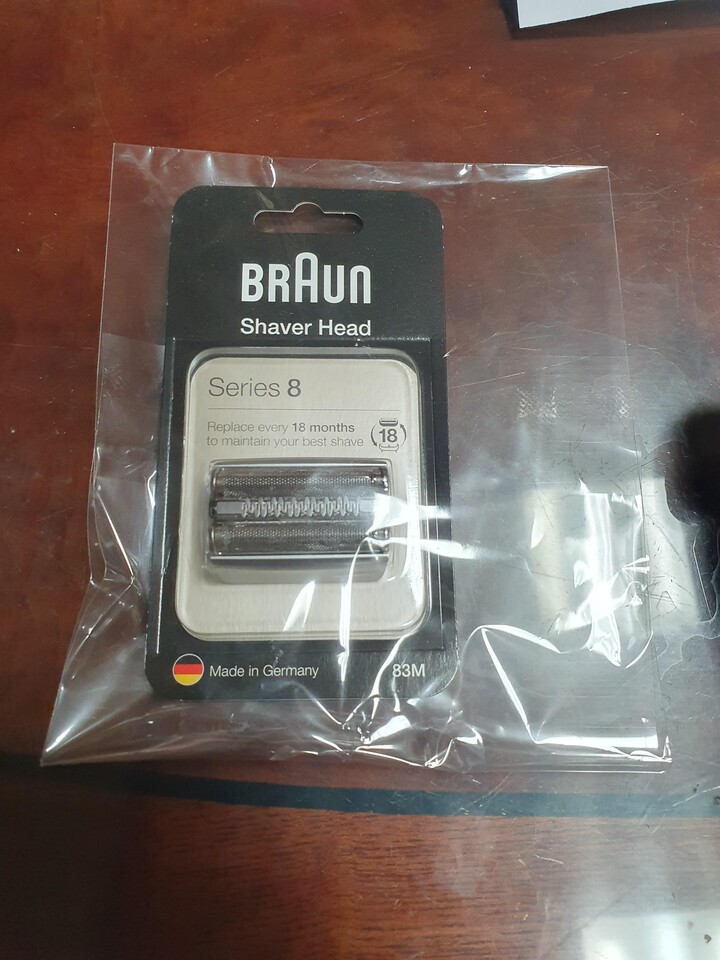 BRAUN
Shaver Head
Series 8
Replace every 18 months
to maintain your best shave
18
Made in Germany
83M